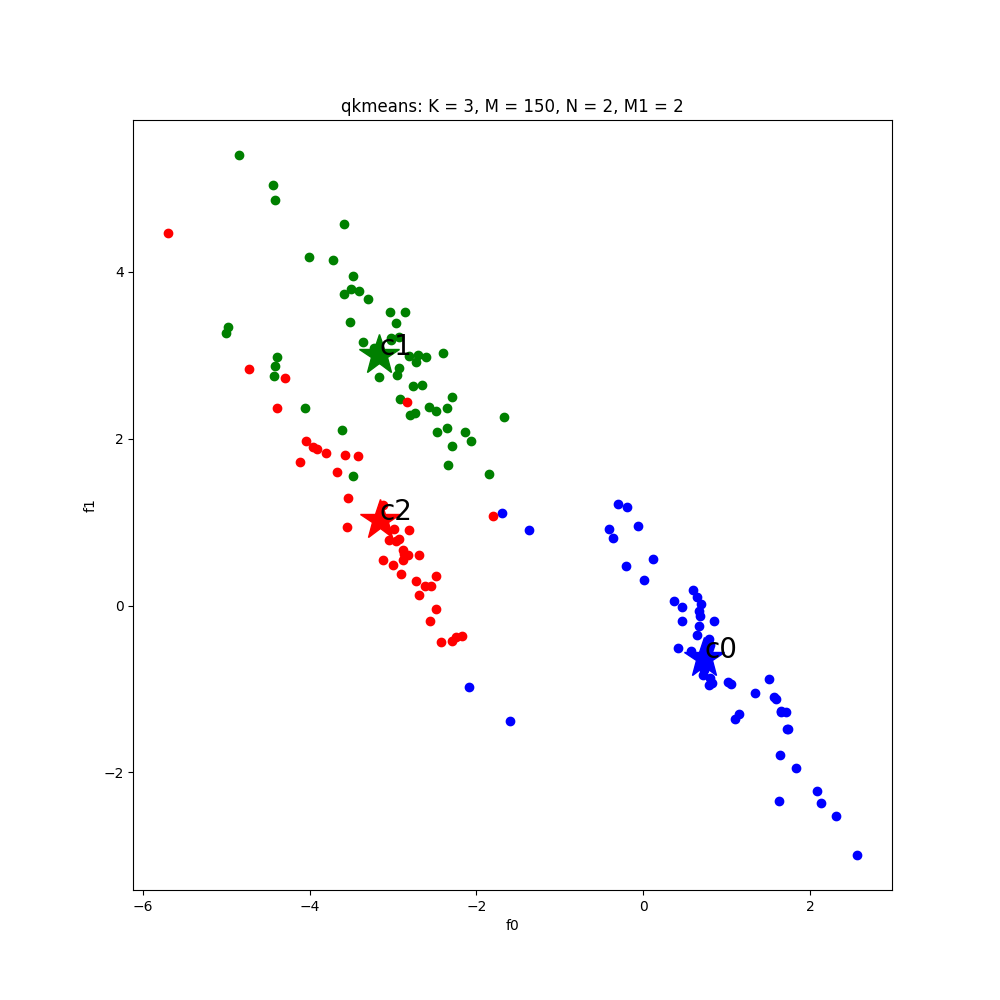 qkmeans: K = 3, M = 150, N = 2, M1 = 2
f1
4
2
0
−2
c1
c2
c0
−6
−4
−2
0
2
f0